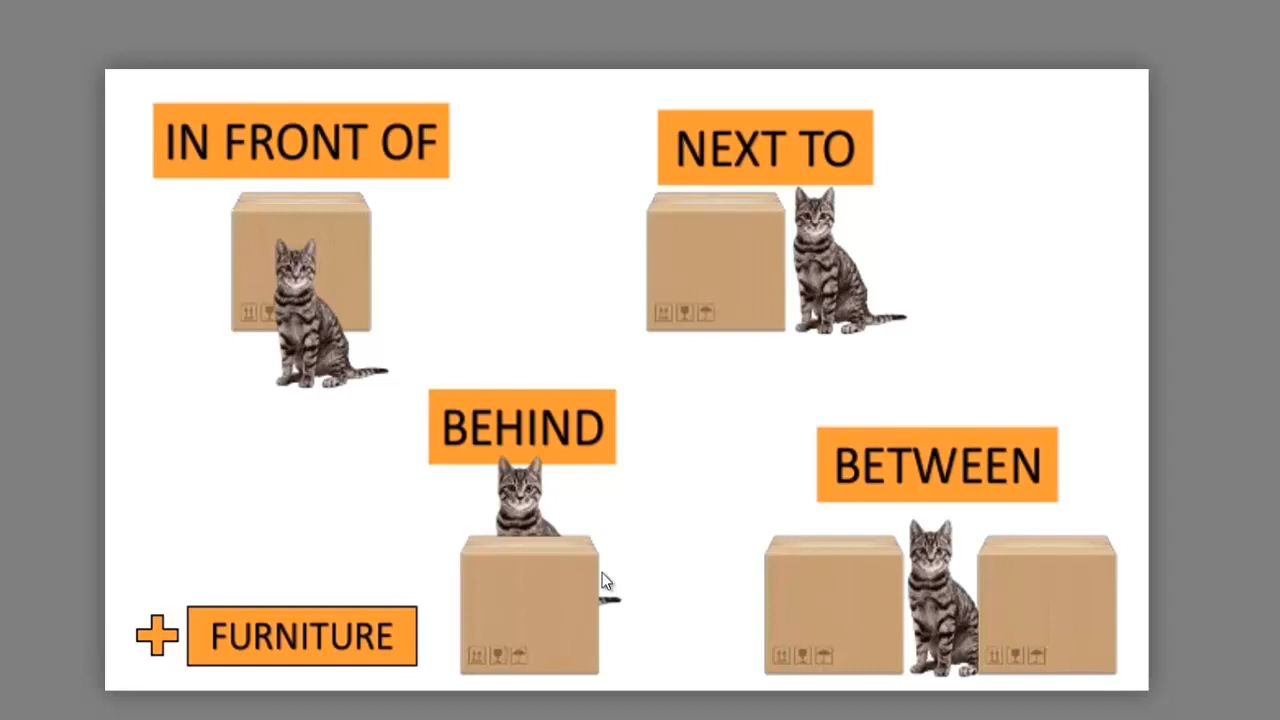 IN FRONT OF
NEXT TO
BEHIND
BETWEEN
FURNITURE